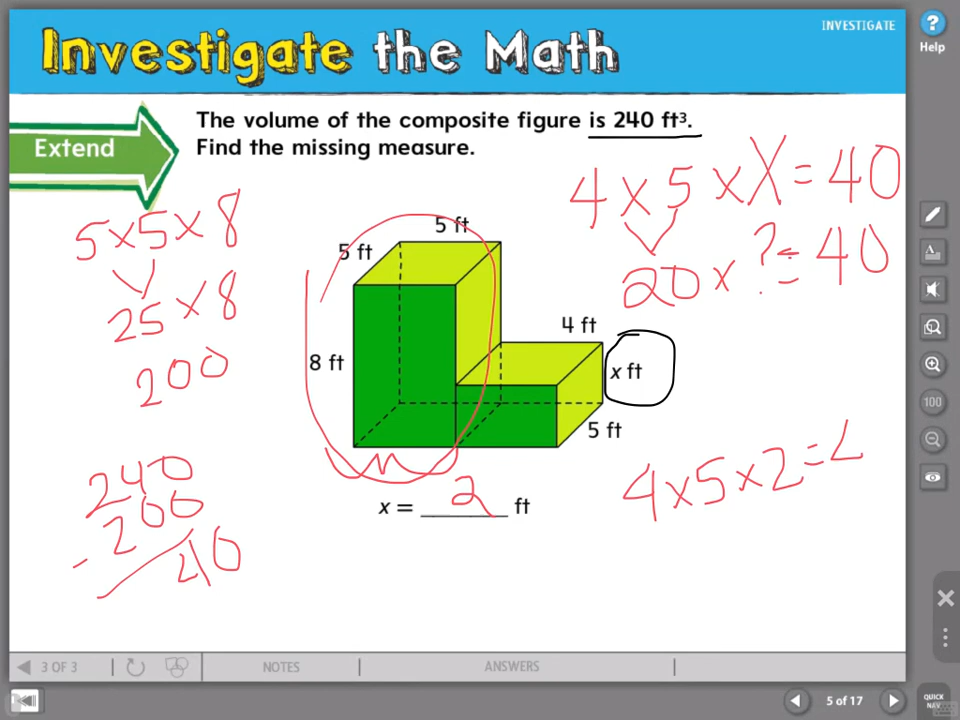 INVESTIGATE
Investigate the Math
? 
Help
Extend
The volume of the composite figure is 240 ft³.
Find the missing measure.
4 x 5 x X = 40
20 x ? = 40
5 x 5 x 8
25 x 8
200
5 ft
5 ft
4 ft
8 ft
x ft
5 ft
240
- 200
40
4 x 5 x 2 = 4
x = 2 ft
100
3 OF 3
NOTES
ANSWERS
5 of 17
QUICK NAV